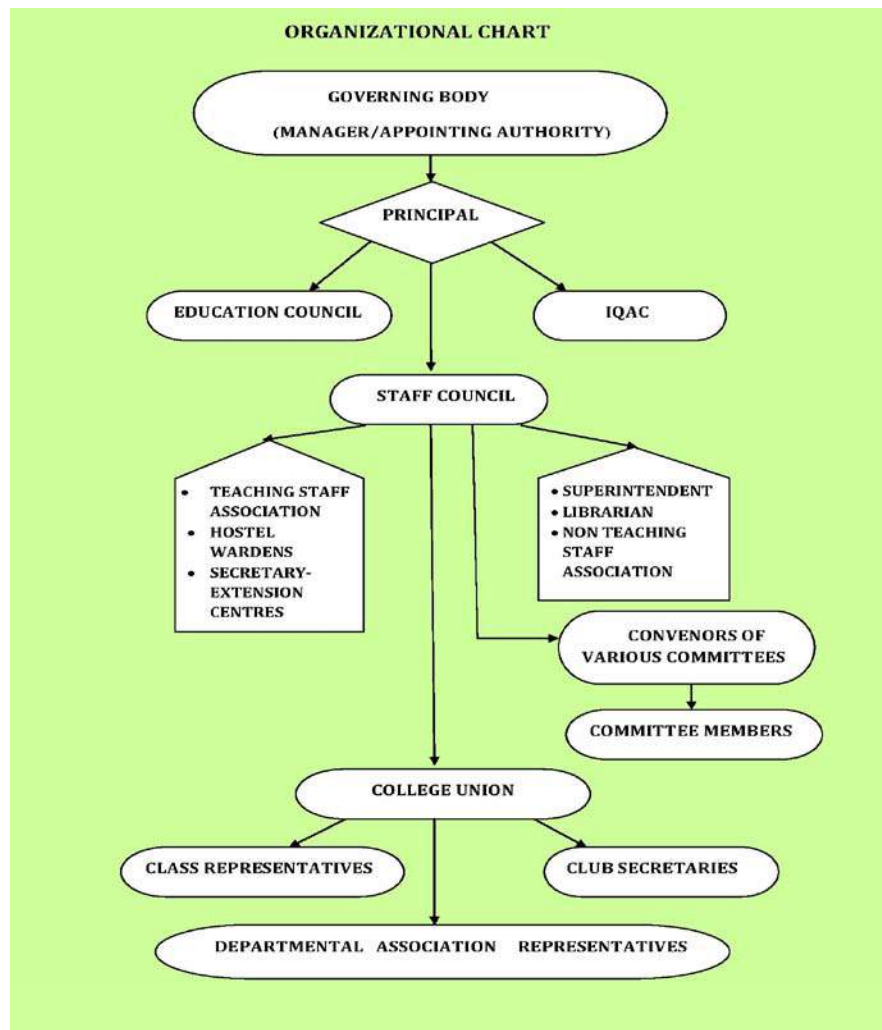 ORGANIZATIONAL CHART
GOVERNING BODY
(MANAGER/APPOINTING AUTHORITY)
PRINCIPAL
EDUCATION COUNCIL
IQAC
STAFF COUNCIL
• TEACHING STAFF
ASSOCIATION
• HOSTEL
WARDENS
• SECRETARY-
EXTENSION
CENTRES
• SUPERINTENDENT
• LIBRARIAN
• NON TEACHING
STAFF
ASSOCIATION
CONVENORS OF
VARIOUS COMMITTEES
COMMITTEE MEMBERS
COLLEGE UNION
CLASS REPRESENTATIVES
CLUB SECRETARIES
DEPARTMENTAL ASSOCIATION REPRESENTATIVES